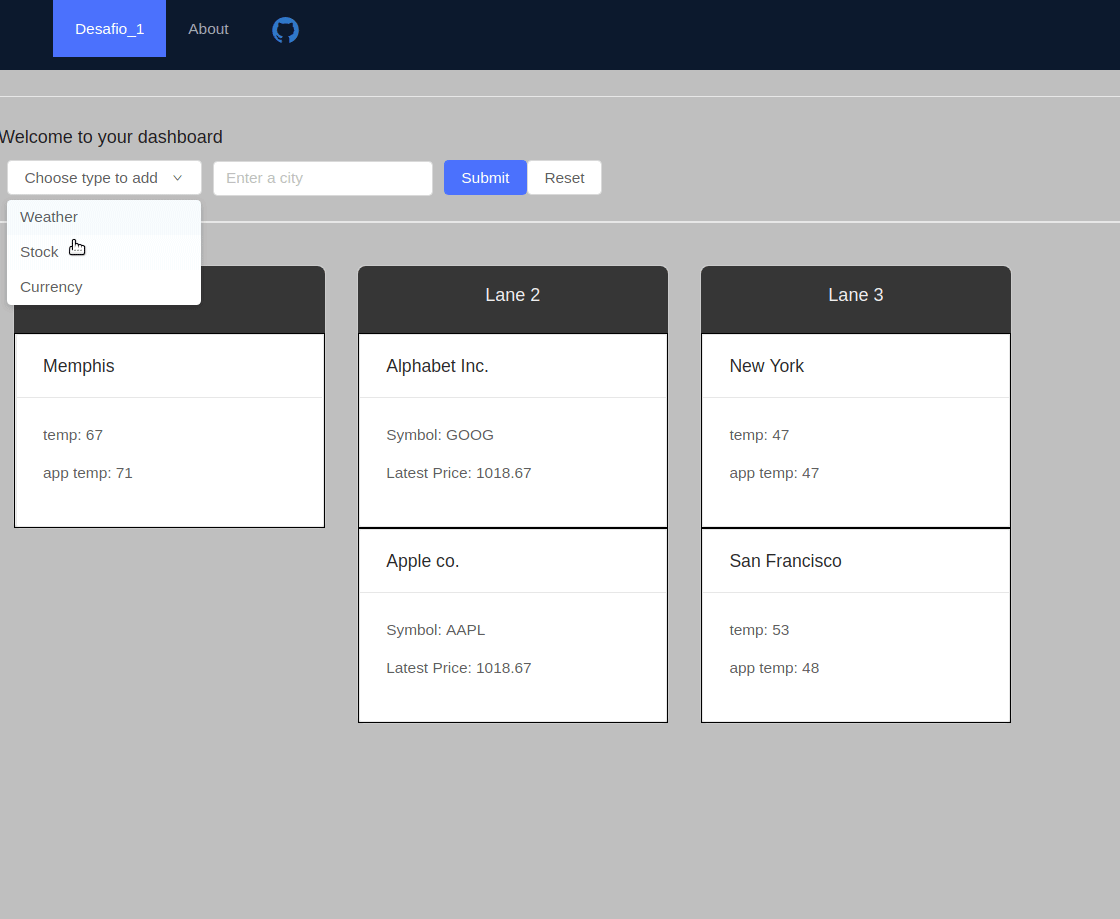 Desafio_1
About
Welcome to your dashboard
Choose type to add
Enter a city
Submit
Reset
Weather
Stock
Currency
Lane 2
Lane 3
Memphis
temp: 67
app temp: 71
Alphabet Inc.
Symbol: GOOG
Latest Price: 1018.67
Apple co.
Symbol: AAPL
Latest Price: 1018.67
New York
temp: 47
app temp: 47
San Francisco
temp: 53
app temp: 48